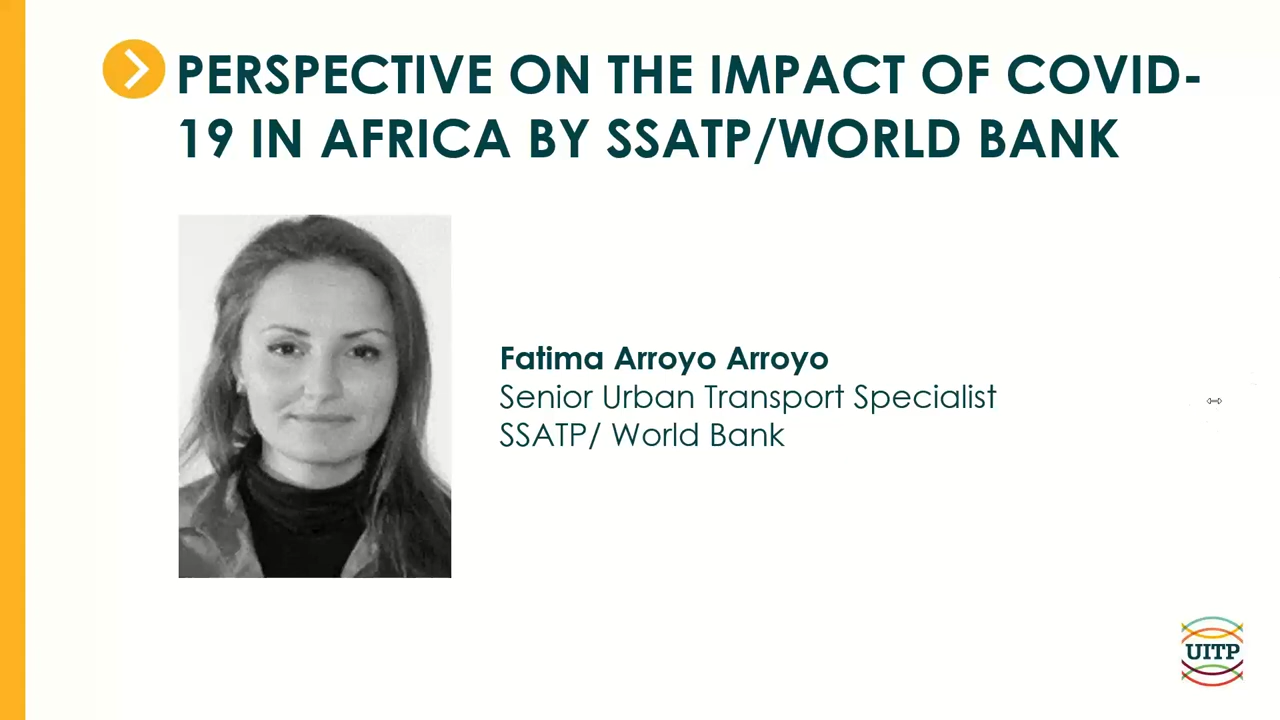 PERSPECTIVE ON THE IMPACT OF COVID-
19 IN AFRICA BY SSATP/WORLD BANK
Fatima Arroyo Arroyo
Senior Urban Transport Specialist
SSATP/ World Bank
UITP